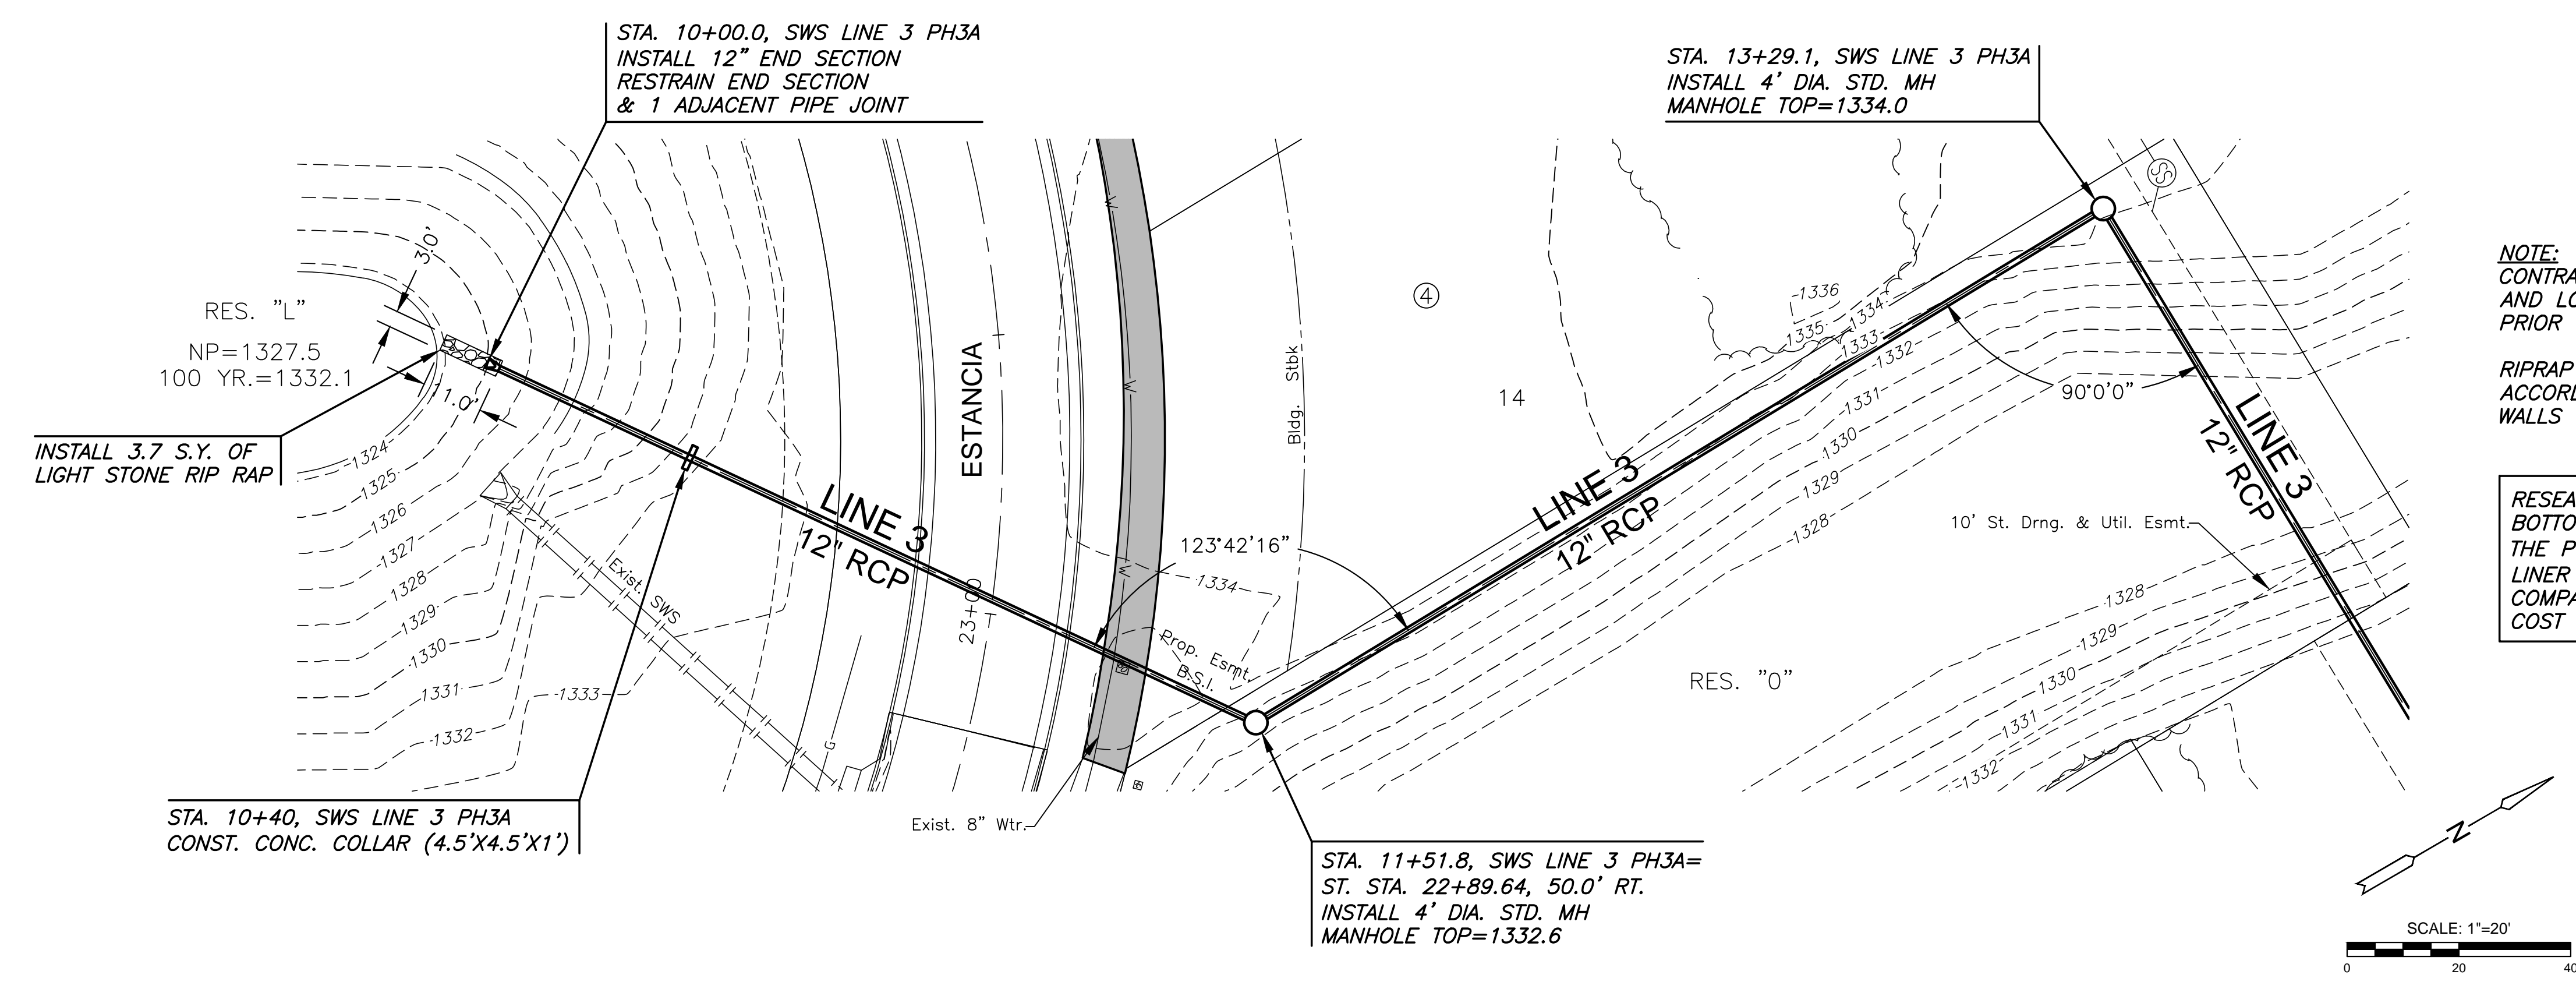 STA. 10+00.0, SWS LINE 3 PH3A
INSTALL 12" END SECTION
RESTRAIN END SECTION
& 1 ADJACENT PIPE JOINT
STA. 13+29.1, SWS LINE 3 PH3A
INSTALL 4' DIA. STD. MH
MANHOLE TOP=1334.0
SS
3.0'
RES. "L"
NP=1327.5
100 YR.=1332.1
11.0'
INSTALL 3.7 S.Y. OF
LIGHT STONE RIP RAP
1324
1325
1326
1327
1328
1329
1330
1331
1332
1333
Exist. SWS
G
LINE 3
12" RCP
ESTANCIA
23+00
W
W
W
Bldg. Stbk
4
14
1336
1335
1334
1333
1332
1331
1330
1329
1328
90°0'0"
LINE 3
12" RCP
LINE 3
12" RCP
123°42'16"
1334
Prop. Esmt.
B.S.I.
10' St. Drng. & Util. Esmt.
RES. "O"
1328
1329
1330
1331
1332
STA. 10+40, SWS LINE 3 PH3A
CONST. CONC. COLLAR (4.5'X4.5'X1')
Exist. 8" Wtr.
STA. 11+51.8, SWS LINE 3 PH3A=
ST. STA. 22+89.64, 50.0' RT.
INSTALL 4' DIA. STD. MH
MANHOLE TOP=1332.6
NOTE:
CONTRA
AND LO
PRIOR
RIPRAP
ACCORD
WALLS
RESEA
BOTTO
THE P
LINER
COMPA
COST
N
SCALE: 1"=20'
0 20 40